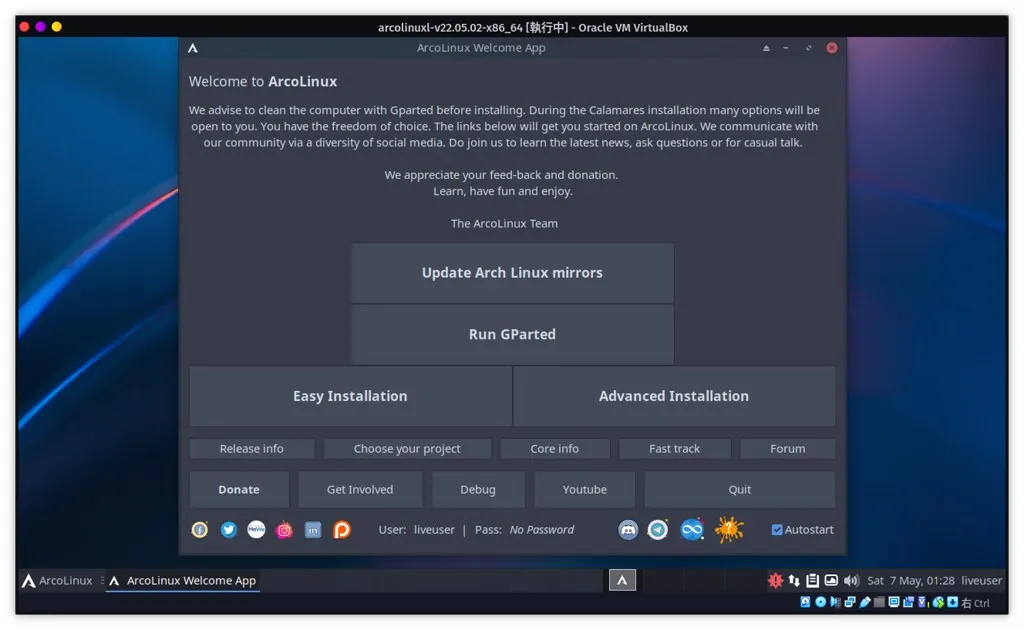 arcolinuxl-v22.05.02-x86_64 [執行中] - Oracle VM VirtualBox
ArcoLinux Welcome App
Welcome to ArcoLinux
We advise to clean the computer with Gparted before installing. During the Calamares installation many options will be
open to you. You have the freedom of choice. The links below will get you started on ArcoLinux. We communicate with
our community via a diversity of social media. Do join us to learn the latest news, ask questions or for casual talk.
We appreciate your feed-back and donation.
Learn, have fun and enjoy.
The ArcoLinux Team
Update Arch Linux mirrors
Run GParted
Easy Installation Advanced Installation
Release info Choose your project Core info Fast track Forum
Donate Get Involved Debug Youtube Quit
User: liveuser | Pass: No Password Autostart
ArcoLinux ArcoLinux Welcome App Sat 7 May, 01:28 liveuser
右 Ctrl